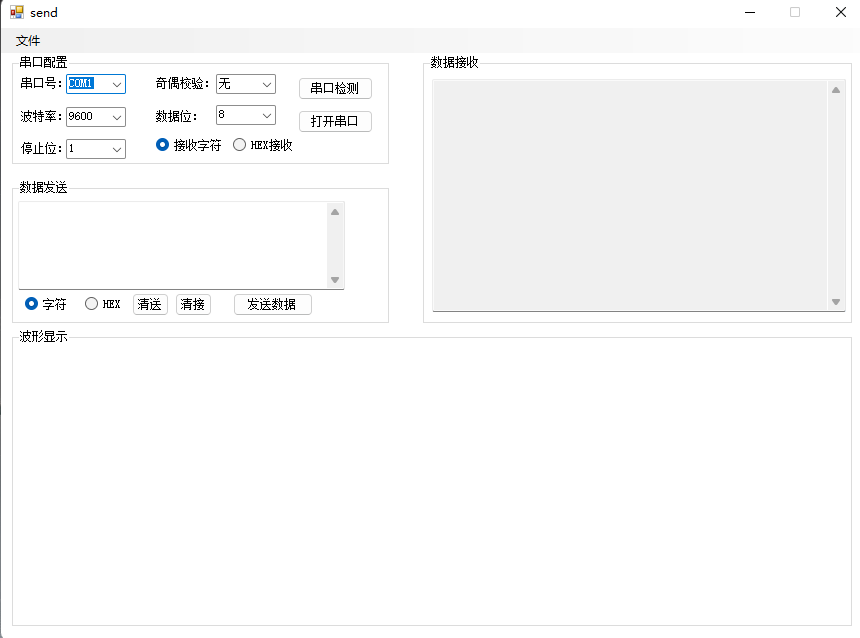 send
文件
串口配置
串口号: COM1 奇偶校验: 无 串口检测
波特率: 9600 数据位: 8 打开串口
停止位: 1 接收字符 HEX接收
数据发送
字符 HEX 清送 清接 发送数据
数据接收
波形显示